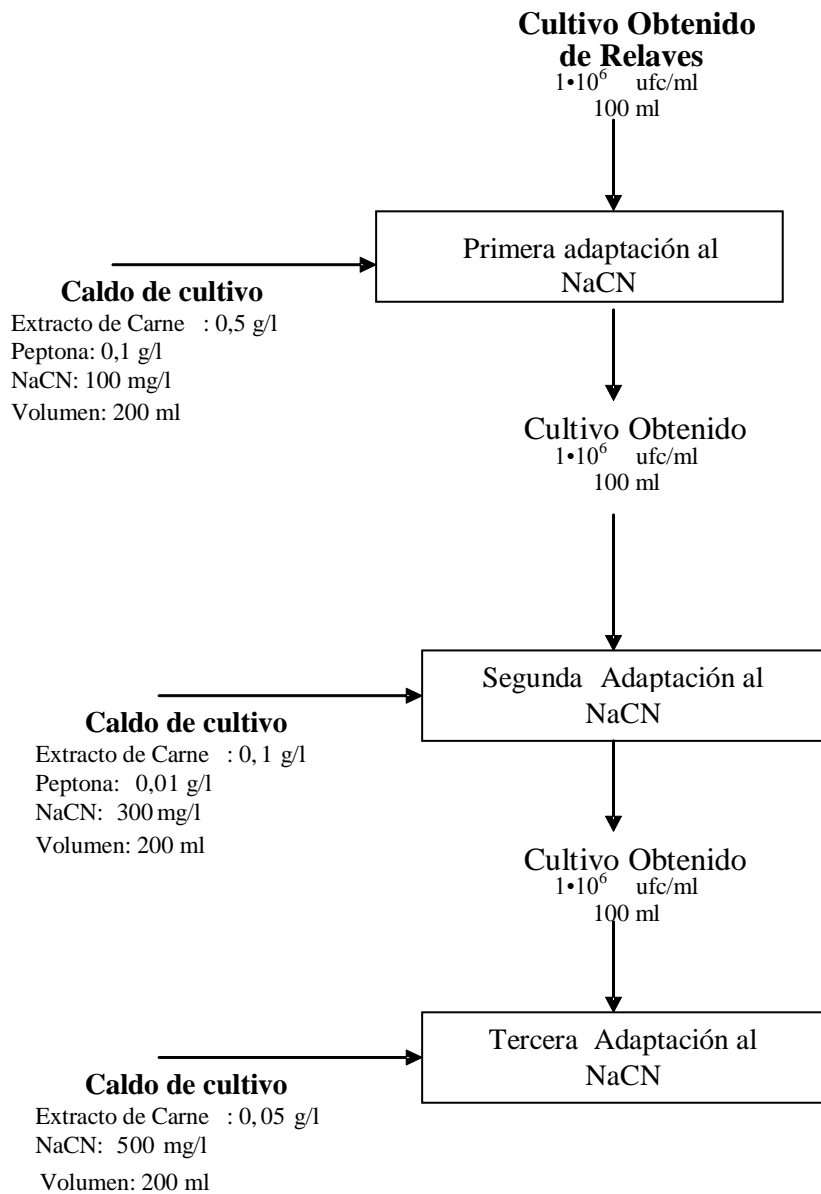 Cultivo Obtenido
de Relaves
1•10⁶ ufc/ml
100 ml
Primera adaptación al
NaCN
Caldo de cultivo
Extracto de Carne : 0,5 g/l
Peptona: 0,1 g/l
NaCN: 100 mg/l
Volumen: 200 ml
Cultivo Obtenido
1•10⁶ ufc/ml
100 ml
Segunda Adaptación al
NaCN
Caldo de cultivo
Extracto de Carne : 0, 1 g/l
Peptona: 0,01 g/l
NaCN: 300 mg/l
Volumen: 200 ml
Cultivo Obtenido
1•10⁶ ufc/ml
100 ml
Tercera Adaptación al
NaCN
Caldo de cultivo
Extracto de Carne : 0, 05 g/l
NaCN: 500 mg/l
Volumen: 200 ml